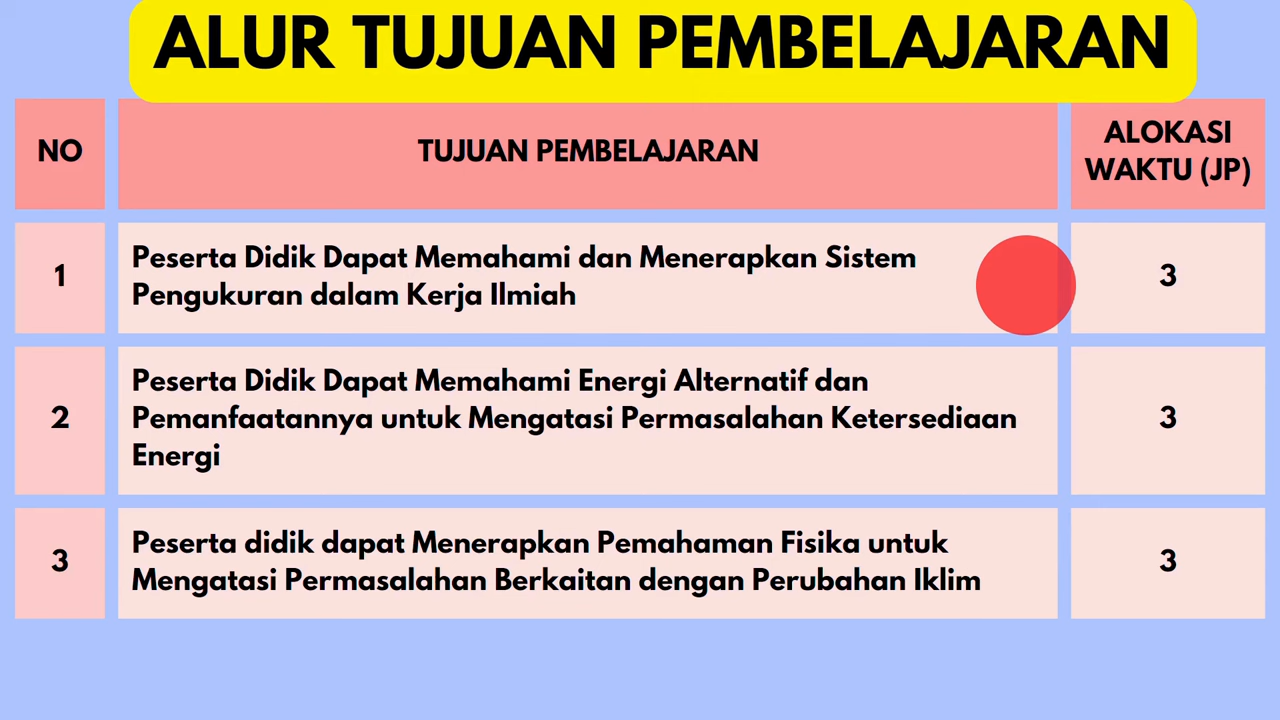 ALUR TUJUAN PEMBELAJARAN
NO
TUJUAN PEMBELAJARAN
ALOKASI
WAKTU (JP)
1
Peserta Didik Dapat Memahami dan Menerapkan Sistem
Pengukuran dalam Kerja Ilmiah
3
2
Peserta Didik Dapat Memahami Energi Alternatif dan
Pemanfaatannya untuk Mengatasi Permasalahan Ketersediaan
Energi
3
3
Peserta didik dapat Menerapkan Pemahaman Fisika untuk
Mengatasi Permasalahan Berkaitan dengan Perubahan Iklim
3